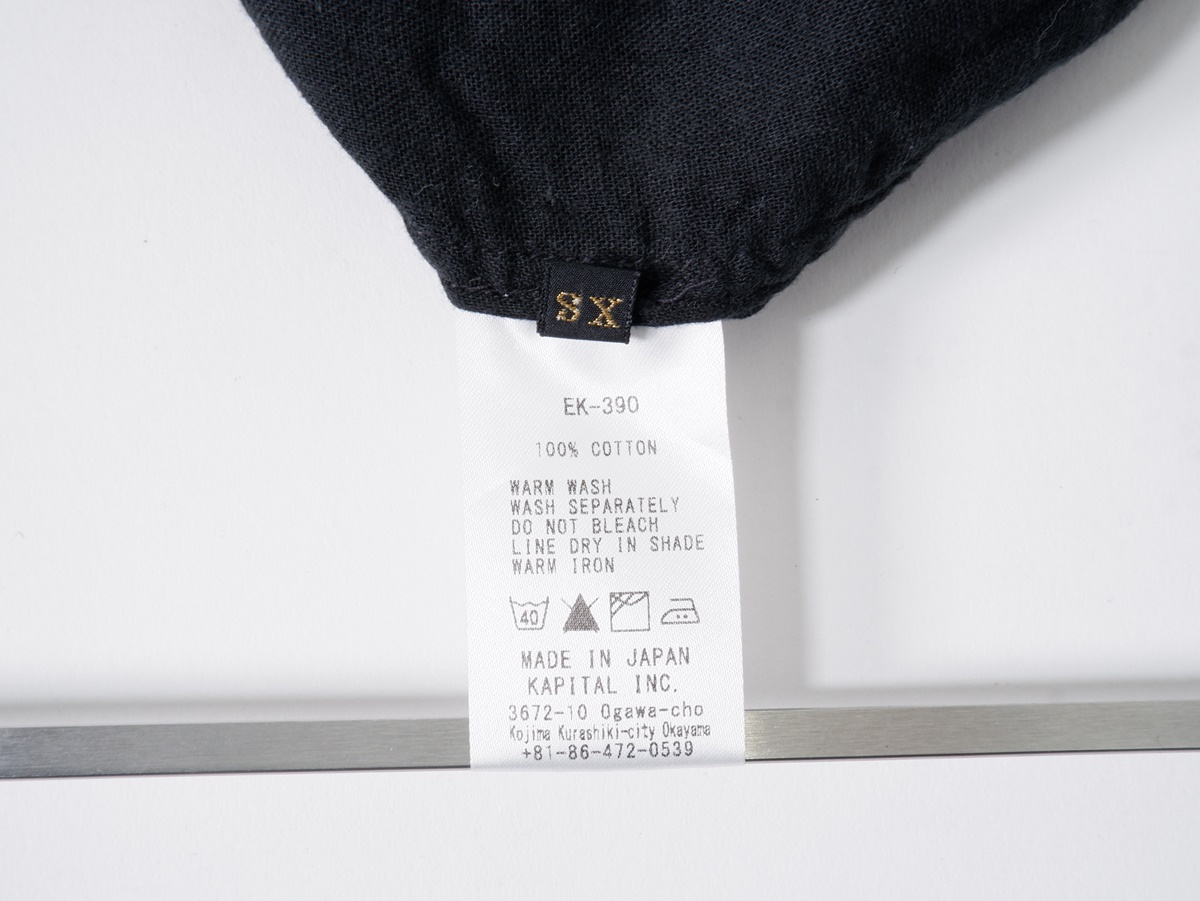 SX
EK-390
100% COTTON
WARM WASH
WASH SEPARATELY
DO NOT BLEACH
LINE DRY IN SHADE
WARM IRON
40
MADE IN JAPAN
KAPITAL INC.
3672-10 Ogawa-cho
Kojima Kurashiki-city Okayama
+81-86-472-0539